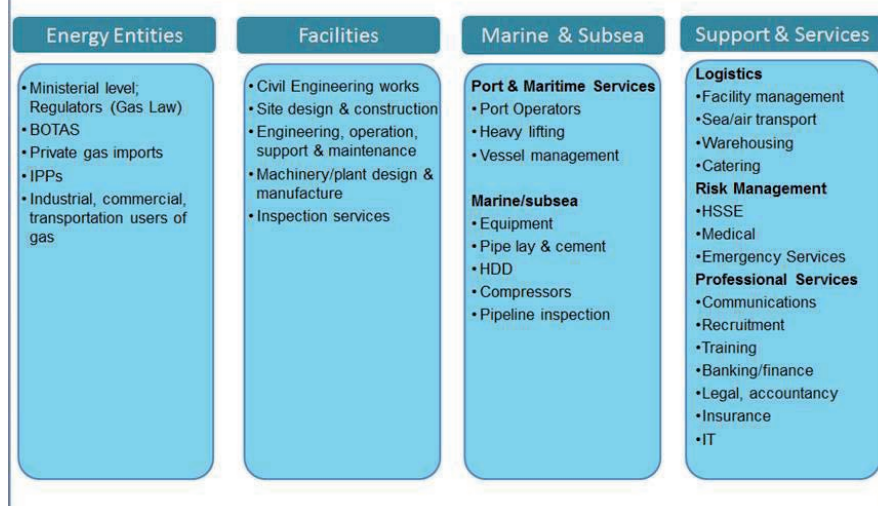 Energy Entities
• Ministerial level;
Regulators (Gas Law)
• BOTAS
• Private gas imports
• IPPs
• Industrial, commercial,
transportation users of
gas
Facilities
• Civil Engineering works
• Site design & construction
• Engineering, operation,
support & maintenance
• Machinery/plant design &
manufacture
• Inspection services
Marine & Subsea
Port & Maritime Services
• Port Operators
• Heavy lifting
• Vessel management
Marine/subsea
• Equipment
• Pipe lay & cement
• HDD
• Compressors
• Pipeline inspection
Support & Services
Logistics
•Facility management
•Sea/air transport
•Warehousing
•Catering
Risk Management
•HSSE
•Medical
•Emergency Services
Professional Services
•Communications
•Recruitment
•Training
•Banking/finance
•Legal, accountancy
•Insurance
•IT